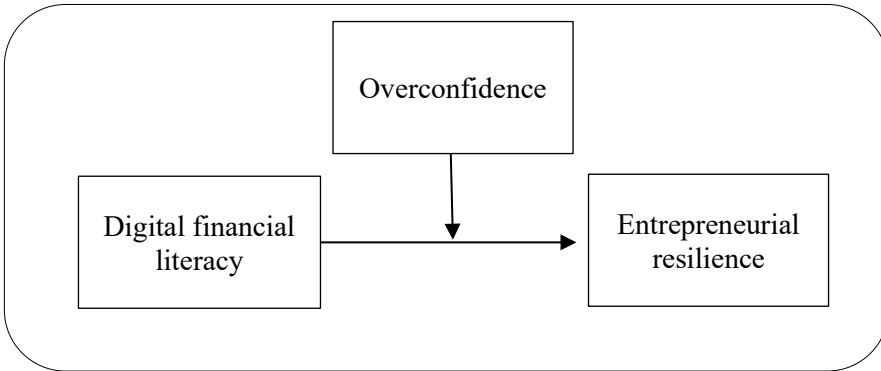 Overconfidence
Digital financial
literacy
Entrepreneurial
resilience